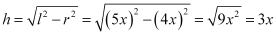 h = √(l² − r²) = √((5x)² − (4x)²) = √(9x²) = 3x